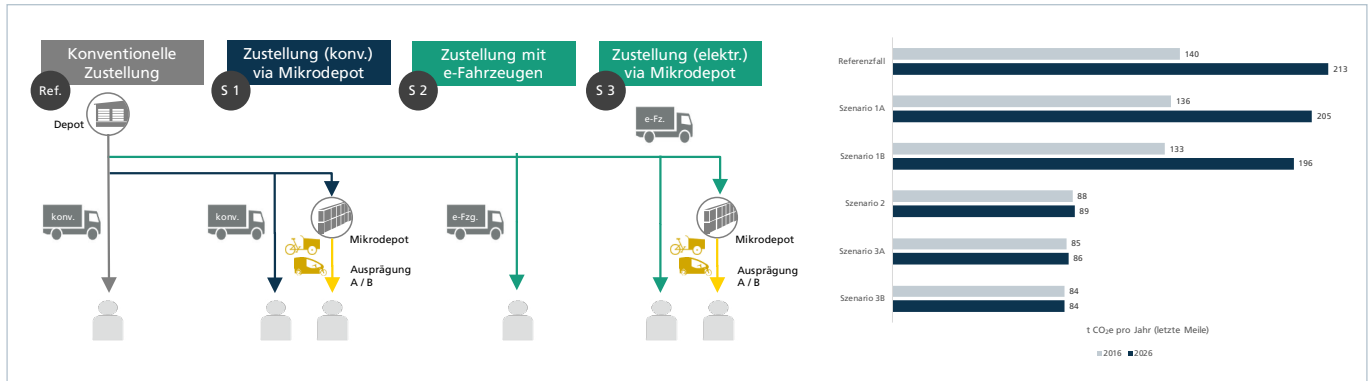 Konventionelle
Zustellung
Ref.
Zustellung (konv.)
via Mikrodepot
S 1
Zustellung mit
e-Fahrzeugen
S 2
Zustellung (elektr.)
via Mikrodepot
S 3
Depot
e-Fz.
konv.
konv.
Mikrodepot
Ausprägung
A / B
e-Fzg.
Mikrodepot
Ausprägung
A / B
Referenzfall
140
213
Szenario 1A
136
205
Szenario 1B
133
196
Szenario 2
88
89
Szenario 3A
85
86
Szenario 3B
84
84
t CO₂e pro Jahr (letzte Meile)
2016 2026